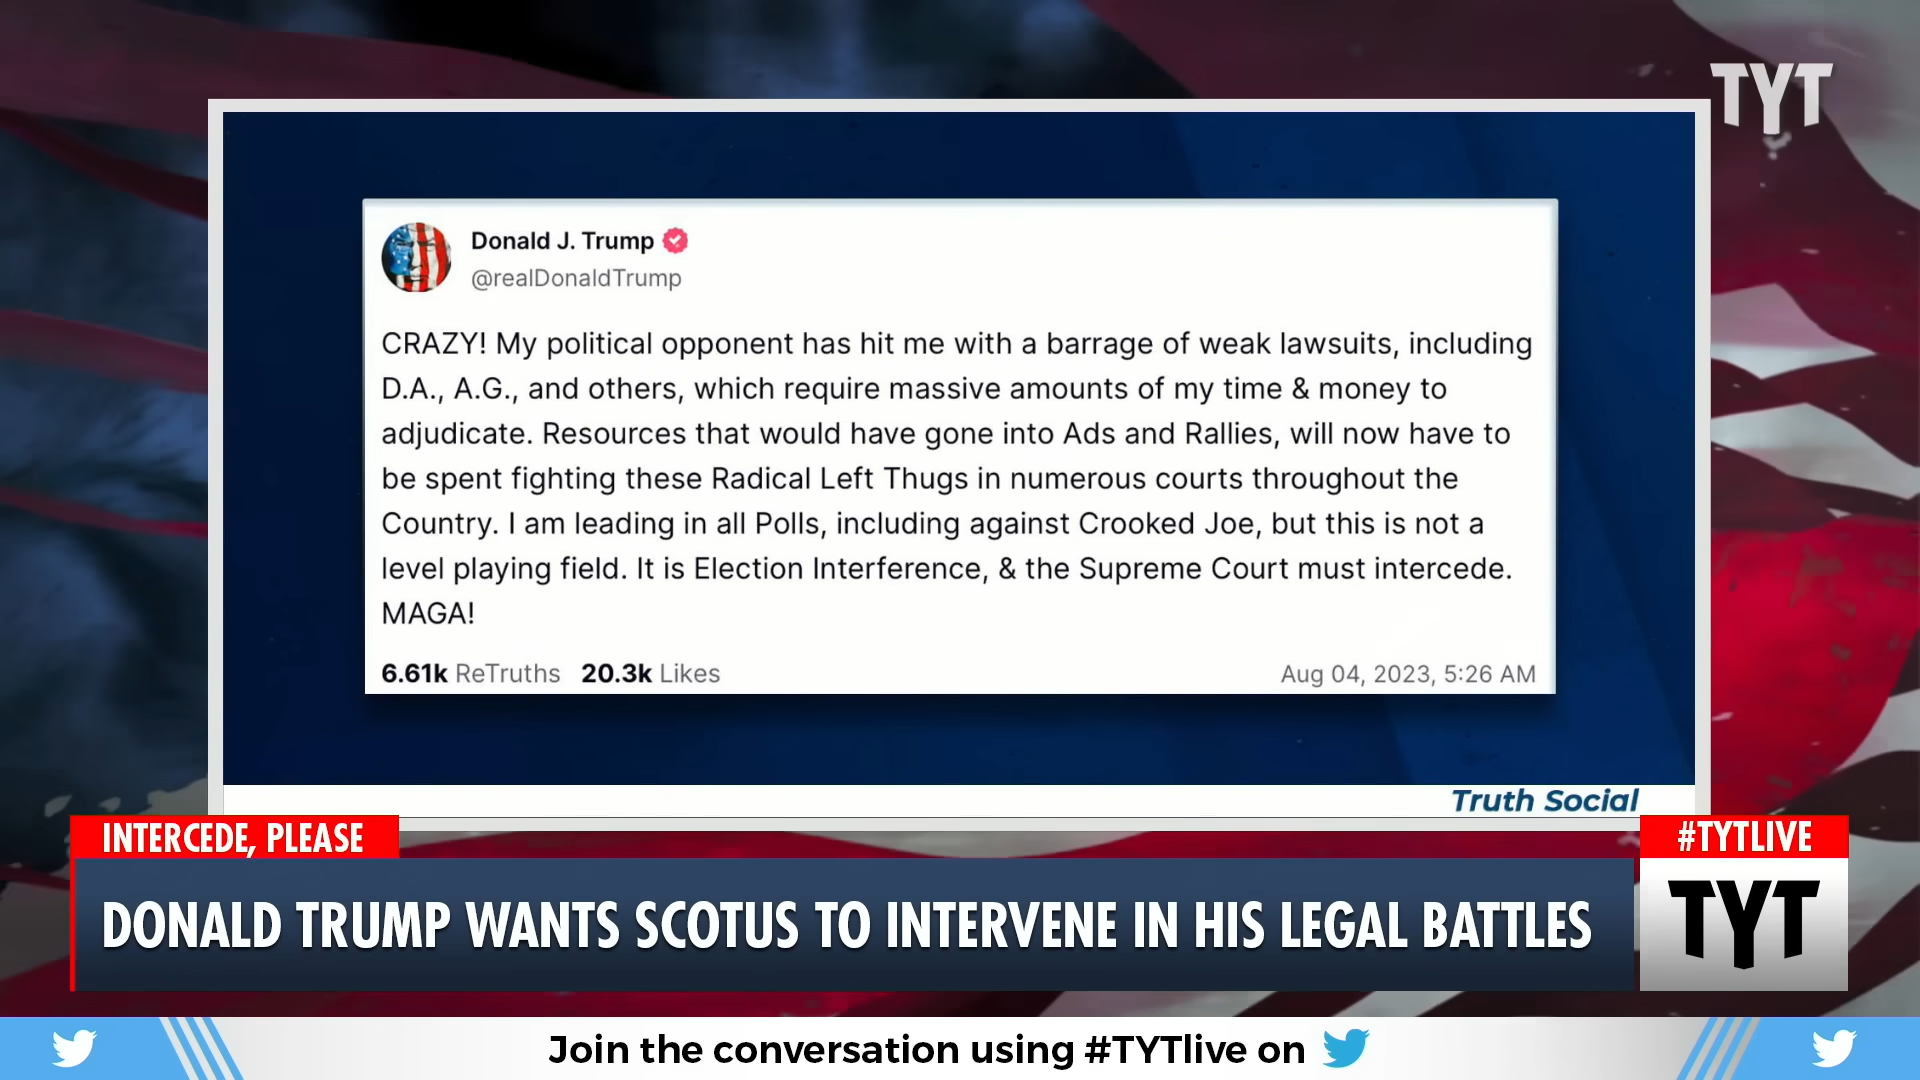 TYT
Donald J. Trump
@realDonaldTrump
CRAZY! My political opponent has hit me with a barrage of weak lawsuits, including
D.A., A.G., and others, which require massive amounts of my time & money to
adjudicate. Resources that would have gone into Ads and Rallies, will now have to
be spent fighting these Radical Left Thugs in numerous courts throughout the
Country. I am leading in all Polls, including against Crooked Joe, but this is not a
level playing field. It is Election Interference, & the Supreme Court must intercede.
MAGA!
6.61k ReTruths 20.3k Likes
Aug 04, 2023, 5:26 AM
Truth Social
INTERCEDE, PLEASE
DONALD TRUMP WANTS SCOTUS TO INTERVENE IN HIS LEGAL BATTLES
#TYTLIVE
TYT
Join the conversation using #TYTlive on